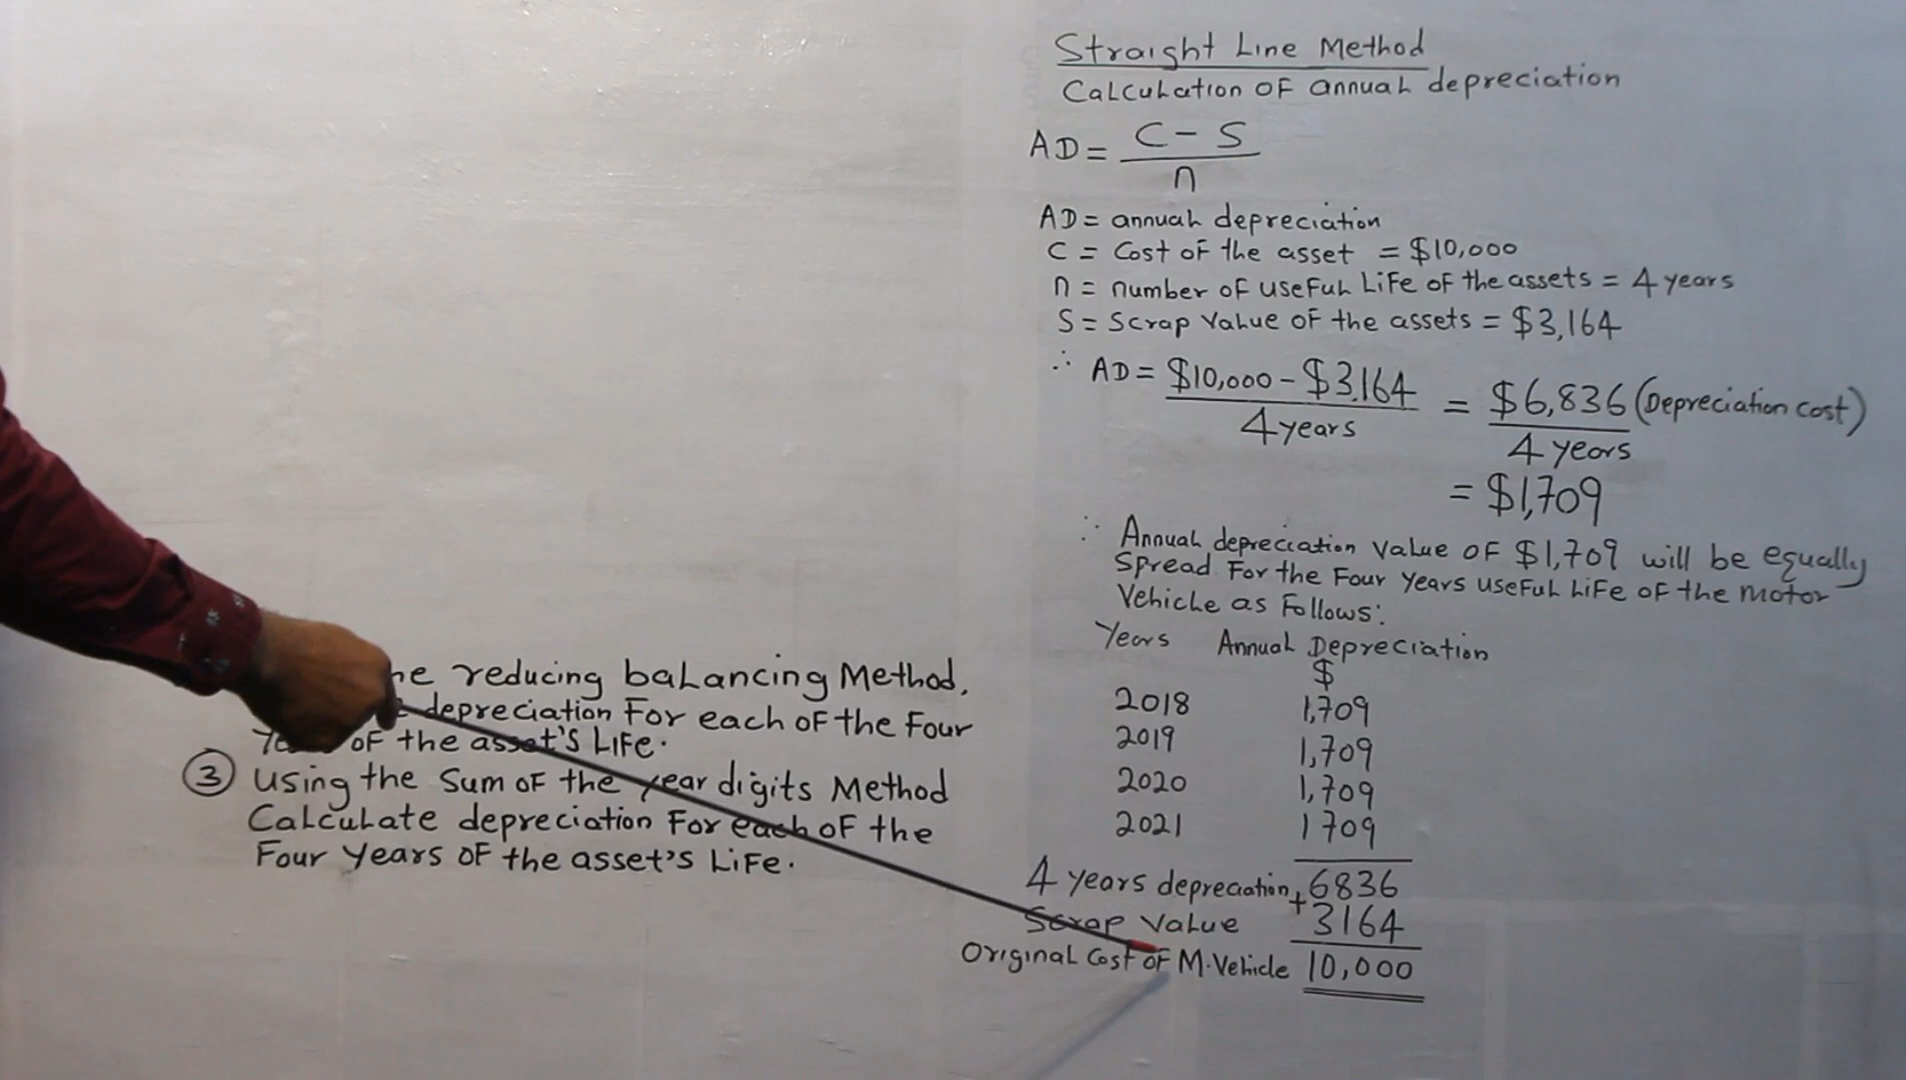 Straight Line Method
Calculation of annual depreciation
AD = C - S
n
AD = annual depreciation
C = Cost of the asset = $10,000
n = number of useful Life of the assets = 4 years
S = Scrap value of the assets = $3,164
∴ AD = $10,000 - $3,164 = $6,836 (Depreciation cost)
4 years 4 years
= $1,709
∴ Annual depreciation value of $1,709 will be equally
Spread for the Four years useful Life of the motor
Vehicle as follows:
Years Annual Depreciation
$
2018 1,709
2019 1,709
2020 1,709
2021 1709
4 years depreciation 6836
Scrap Value + 3164
Original Cost of M.Vehicle 10,000
reducing balancing Method,
depreciation for each of the Four
of the asset's Life.
③ Using the Sum of the year digits Method
Calculate depreciation for each of the
Four years of the asset's Life.